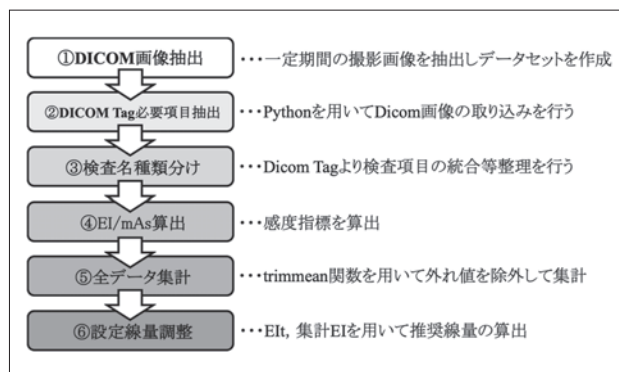 ①DICOM画像抽出 ･･･一定期間の撮影画像を抽出しデータセットを作成
②DICOM Tag必要項目抽出 ･･･Pythonを用いてDicom画像の取り込みを行う
③検査名種類分け ･･･Dicom Tagより検査項目の統合等整理を行う
④EI/mAs算出 ･･･感度指標を算出
⑤全データ集計 ･･･trimmean関数を用いて外れ値を除外して集計
⑥設定線量調整 ･･･EIt, 集計EIを用いて推奨線量の算出